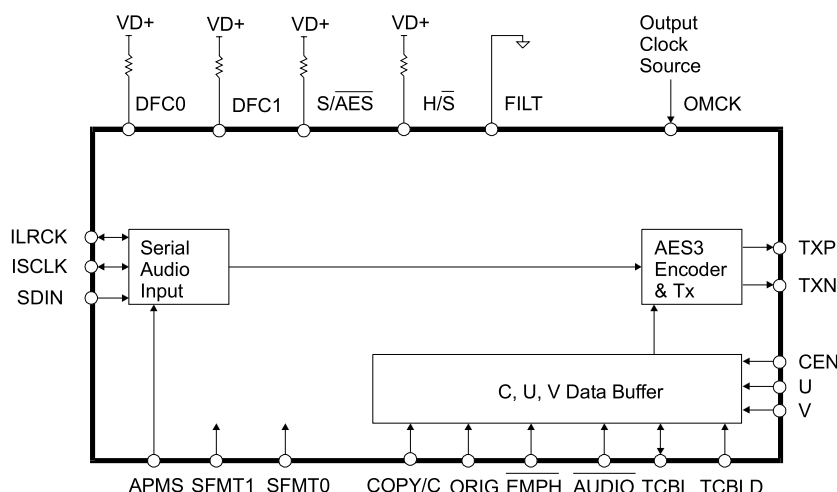 VD+ VD+ VD+ VD+
Output
Clock
Source
DFC0 DFC1 S/AES H/S FILT OMCK
ILRCK
ISCLK
SDIN
Serial
Audio
Input
AES3
Encoder
& Tx
TXP
TXN
C, U, V Data Buffer
CEN
U
V
APMS SFMT1 SFMT0 COPY/C ORIG EMPH AUDIO TCBL TCBLD